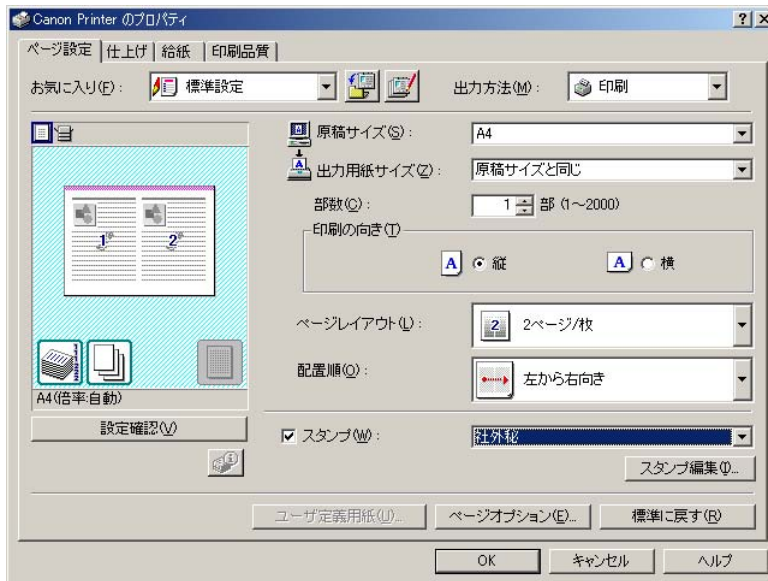 Canon Printer のプロパティ
ページ設定 仕上げ 給紙 印刷品質
お気に入り(F): 標準設定 出力方法(M): 印刷
原稿サイズ(S): A4
出力用紙サイズ(Z): 原稿サイズと同じ
部数(C): 1 部 (1～2000)
印刷の向き(T)
A 縦 A 横
1 2
ページレイアウト(L): 2 2ページ/枚
配置順(O): 左から右向き
A4(倍率:自動)
設定確認(V)
スタンプ(W): 社外秘
スタンプ編集(I)...
ユーザ定義用紙(U)... ページオプション(E)... 標準に戻す(R)
OK キャンセル ヘルプ